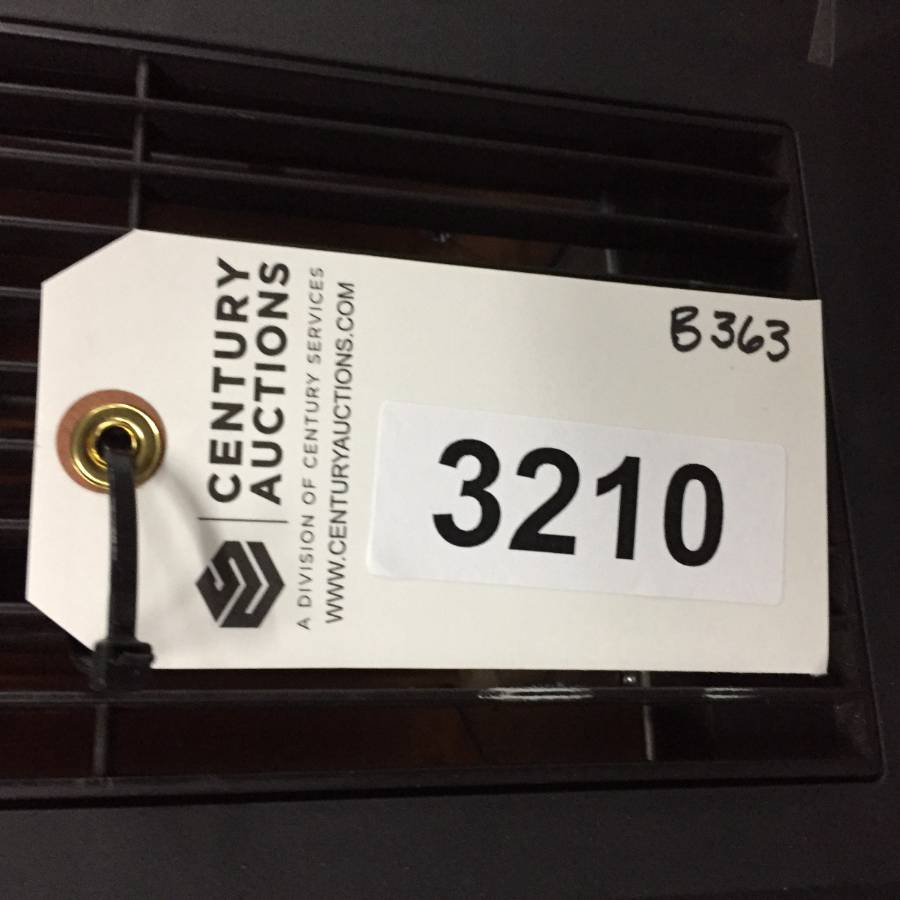 CENTURY
AUCTIONS
A DIVISION OF CENTURY SERVICES
WWW.CENTURYAUCTIONS.COM
B363
3210